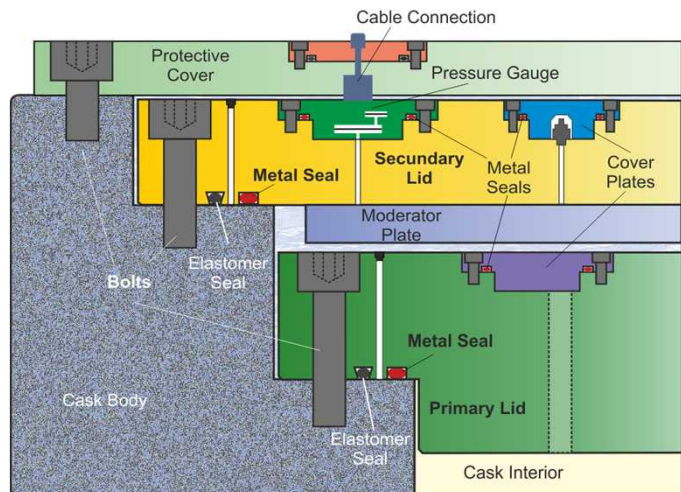 Cable Connection
Protective
Cover
Pressure Gauge
Metal Seal
Secundary
Lid
Metal
Seals
Cover
Plates
Moderator
Plate
Elastomer
Seal
Bolts
Metal Seal
Cask Body
Primary Lid
Elastomer
Seal
Cask Interior